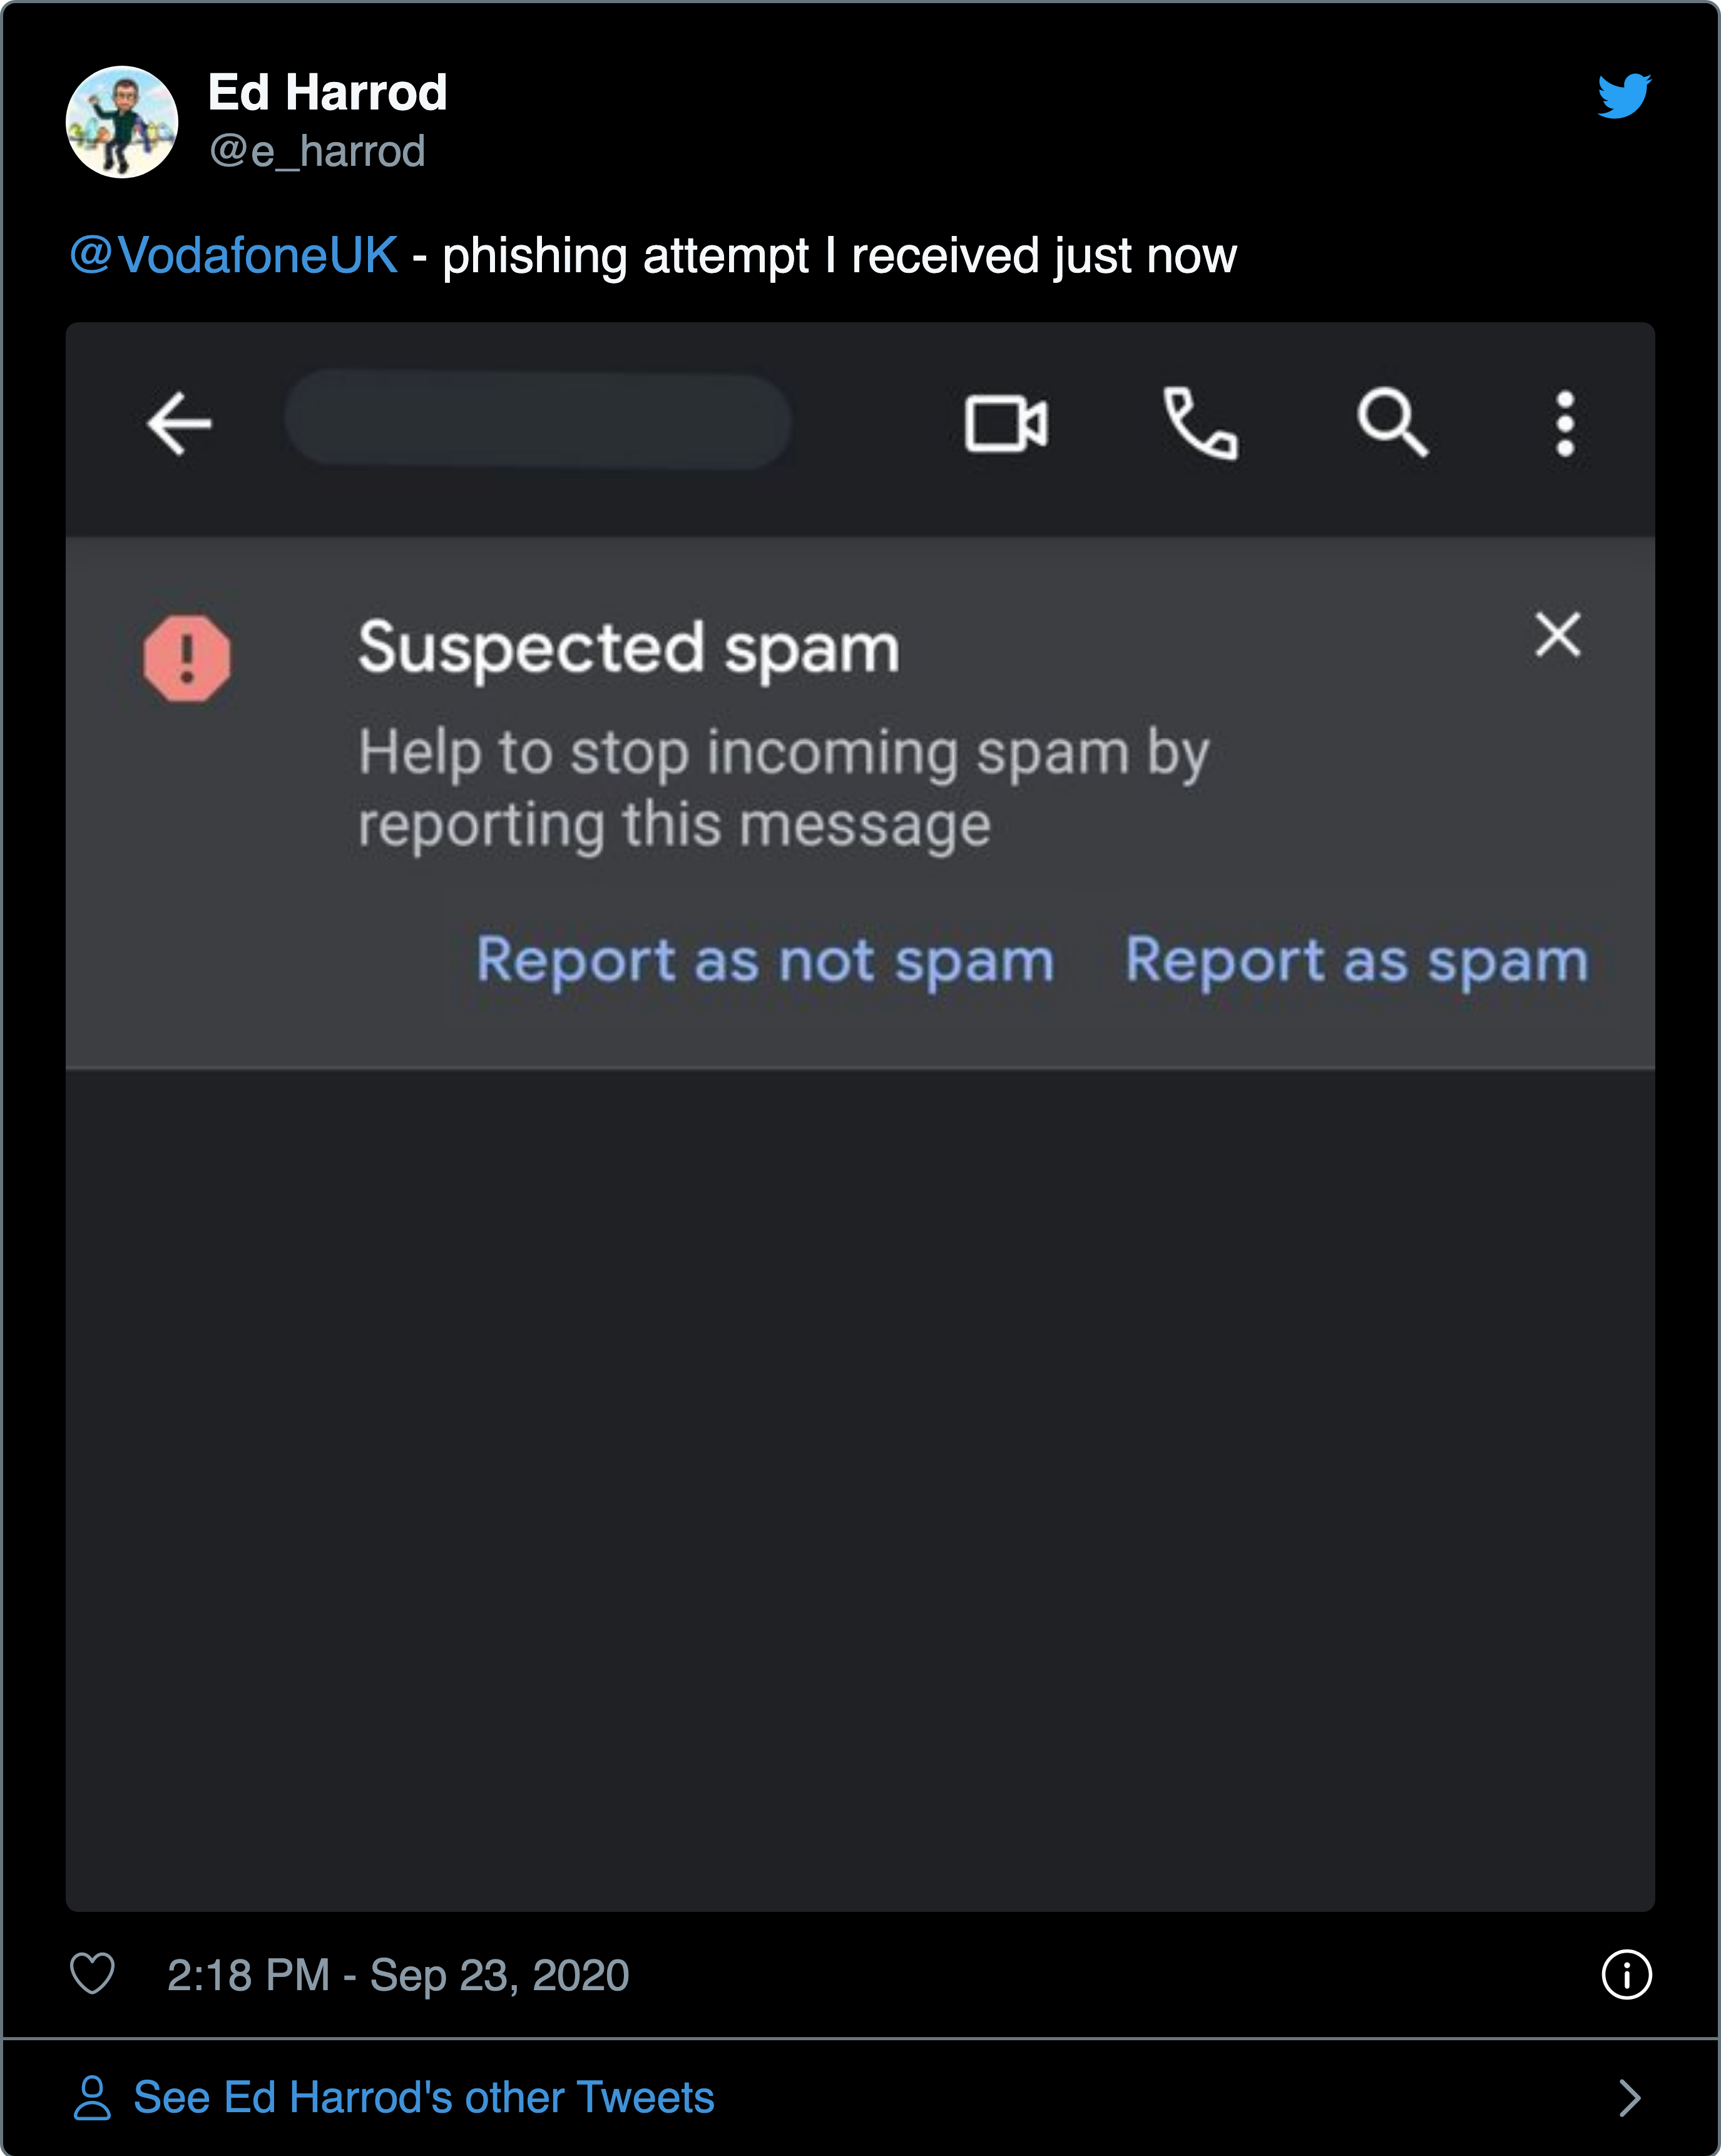 Ed Harrod
@e_harrod
@VodafoneUK - phishing attempt I received just now
Suspected spam
Help to stop incoming spam by
reporting this message
Report as not spam Report as spam
2:18 PM - Sep 23, 2020
See Ed Harrod's other Tweets